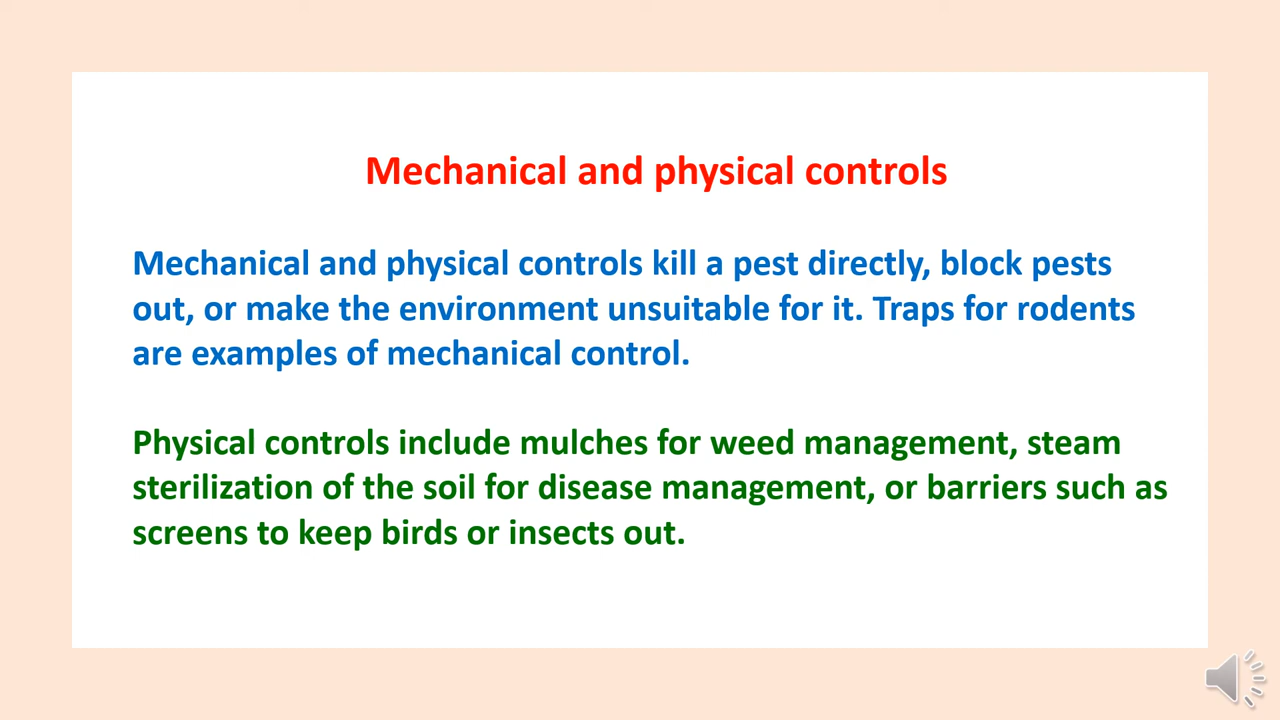 Mechanical and physical controls
Mechanical and physical controls kill a pest directly, block pests
out, or make the environment unsuitable for it. Traps for rodents
are examples of mechanical control.
Physical controls include mulches for weed management, steam
sterilization of the soil for disease management, or barriers such as
screens to keep birds or insects out.